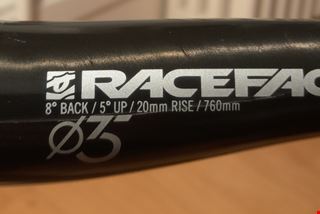 RACEFAC
8° BACK / 5° UP / 20mm RISE / 760mm
Ø35